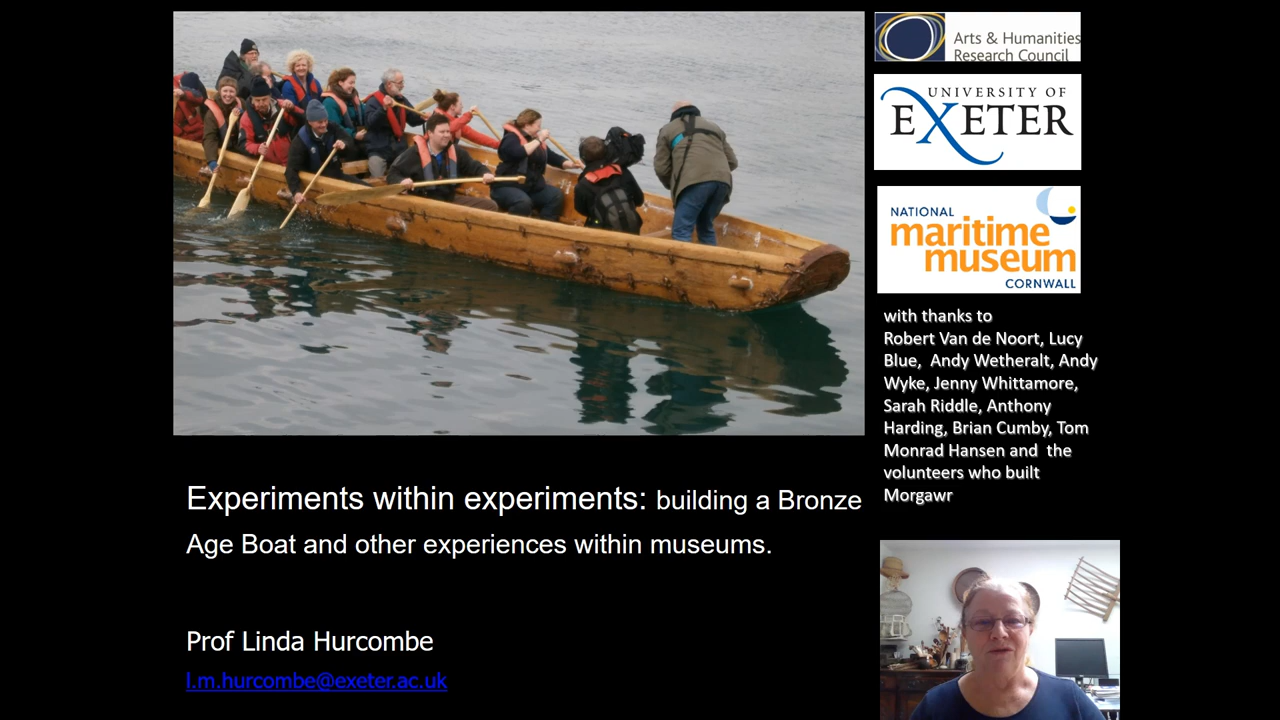 Arts & Humanities
Research Council
UNIVERSITY OF
EXETER
NATIONAL
maritime
museum
CORNWALL
with thanks to
Robert Van de Noort, Lucy
Blue, Andy Wetheralt, Andy
Wyke, Jenny Whittamore,
Sarah Riddle, Anthony
Harding, Brian Cumby, Tom
Monrad Hansen and the
volunteers who built
Morgawr
Experiments within experiments: building a Bronze
Age Boat and other experiences within museums.
Prof Linda Hurcombe
l.m.hurcombe@exeter.ac.uk